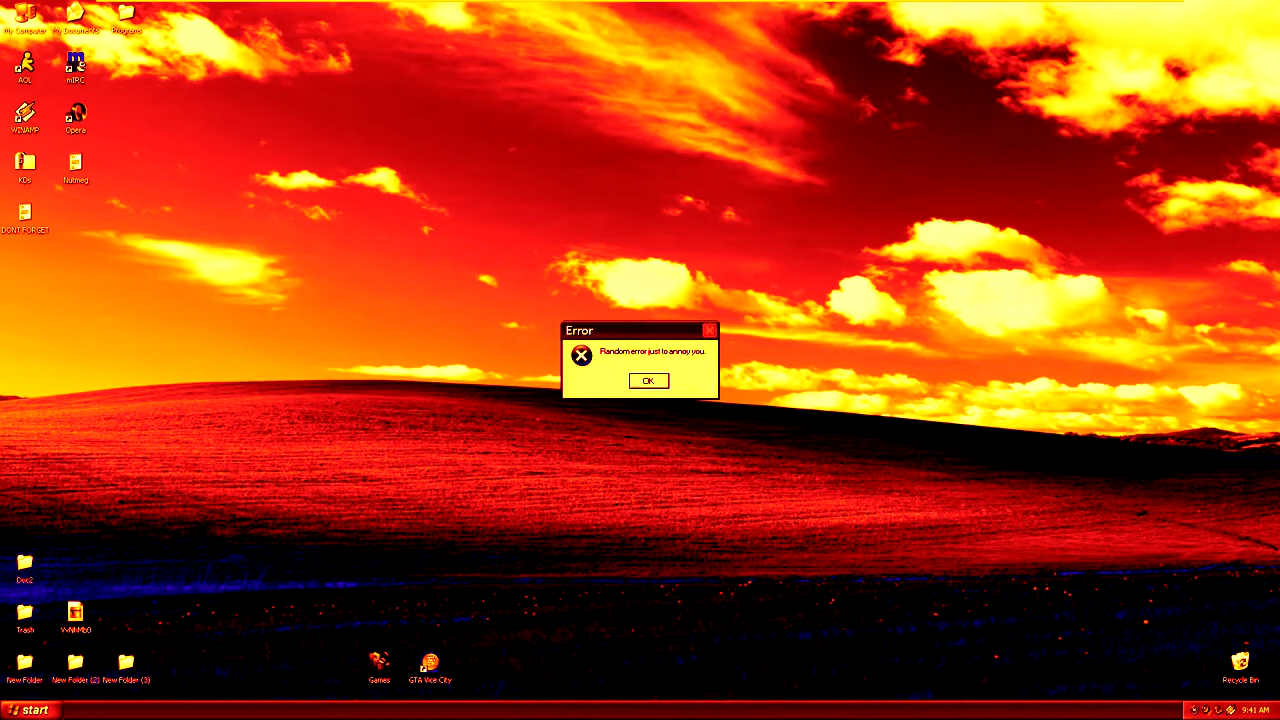 My Computer
My Documents
Programs
AOL
mIRC
WINAMP
Opera
KDs
Nutmeg
DONT FORGET
Error
Random error just to annoy you.
OK
Doc2
Trash
New Folder
New Folder (2)
New Folder (3)
Games
GTA Vice City
Recycle Bin
start
9:41 AM